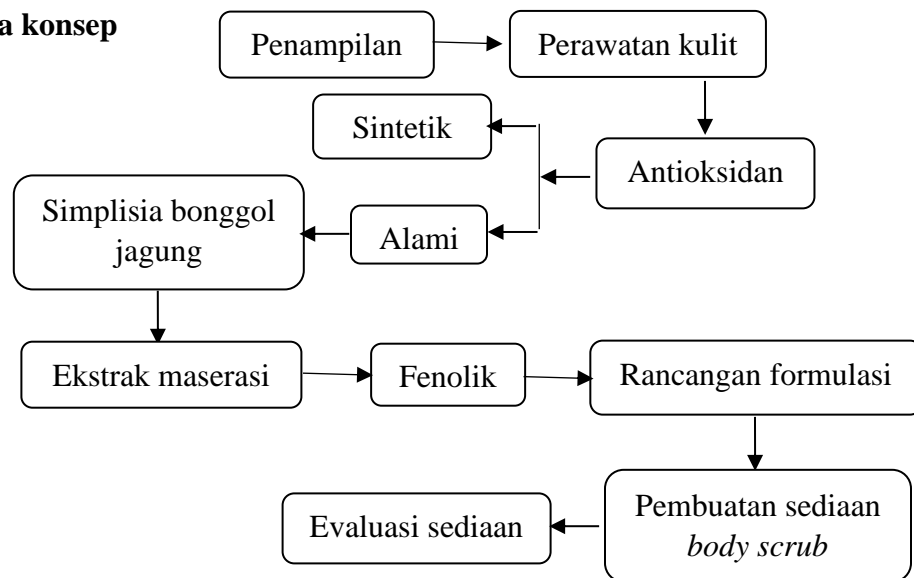 a konsep
Penampilan
Perawatan kulit
Sintetik
Antioksidan
Simplisia bonggol
jagung
Alami
Ekstrak maserasi
Fenolik
Rancangan formulasi
Pembuatan sediaan
body scrub
Evaluasi sediaan